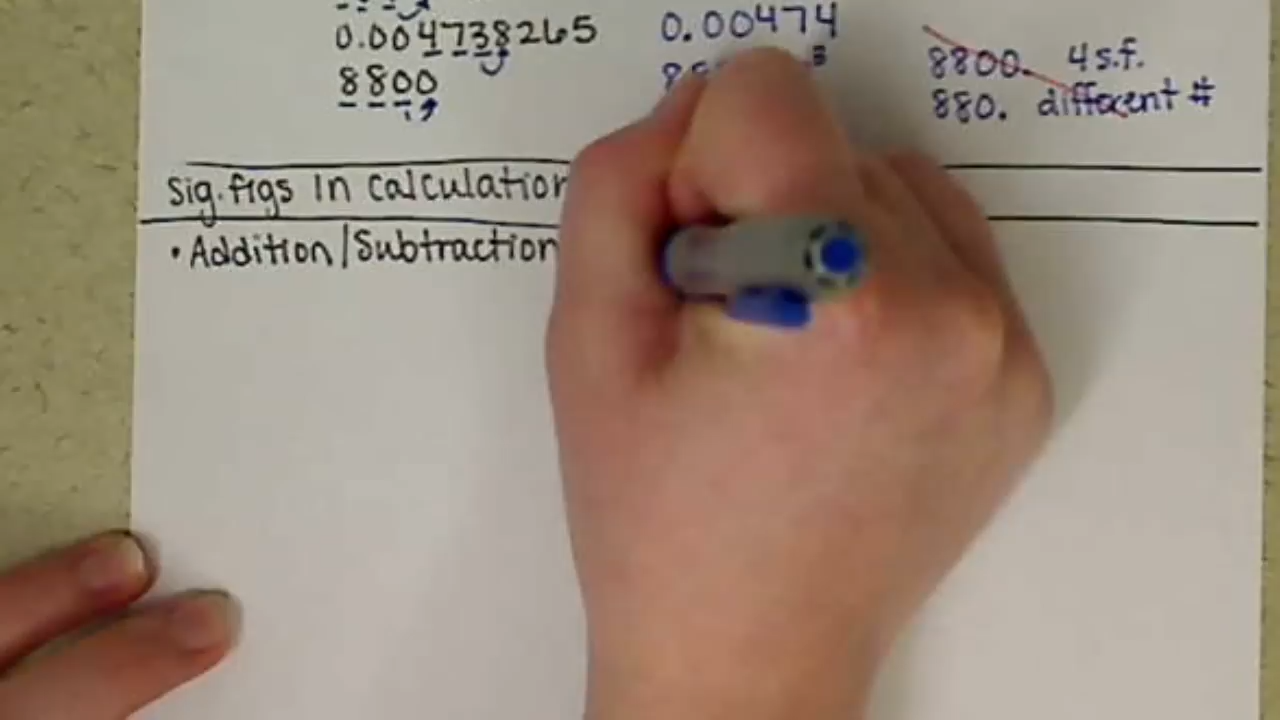 0.004738265 0.00474 8800. 4 s.f.
8800 880. different #
Sig. figs in Calculation
• Addition/Subtraction